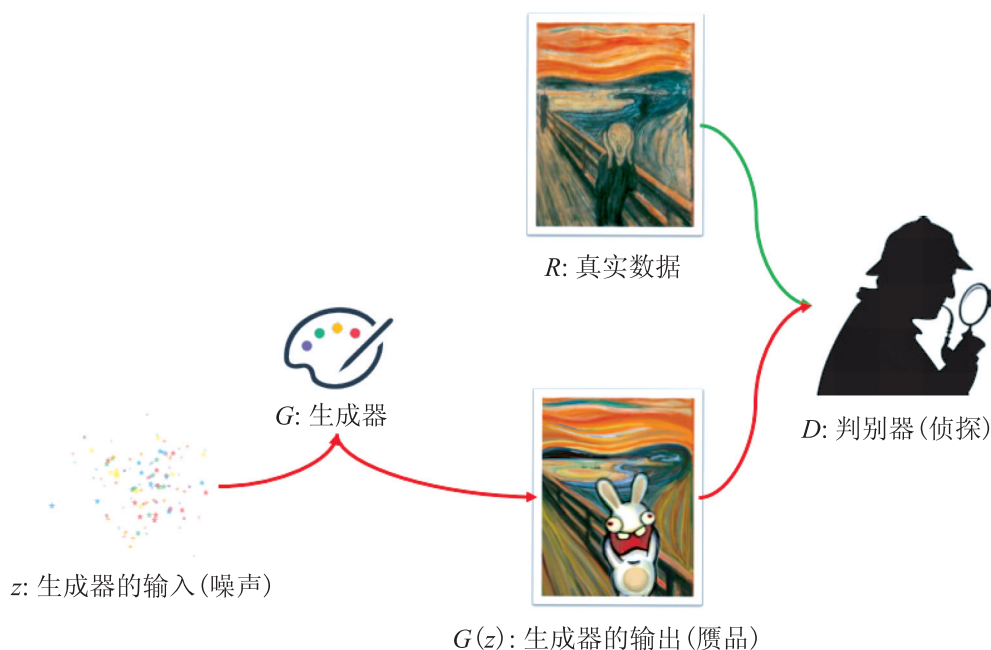 R: 真实数据
G: 生成器
D: 判别器(侦探)
z: 生成器的输入(噪声)
G(z): 生成器的输出(赝品)